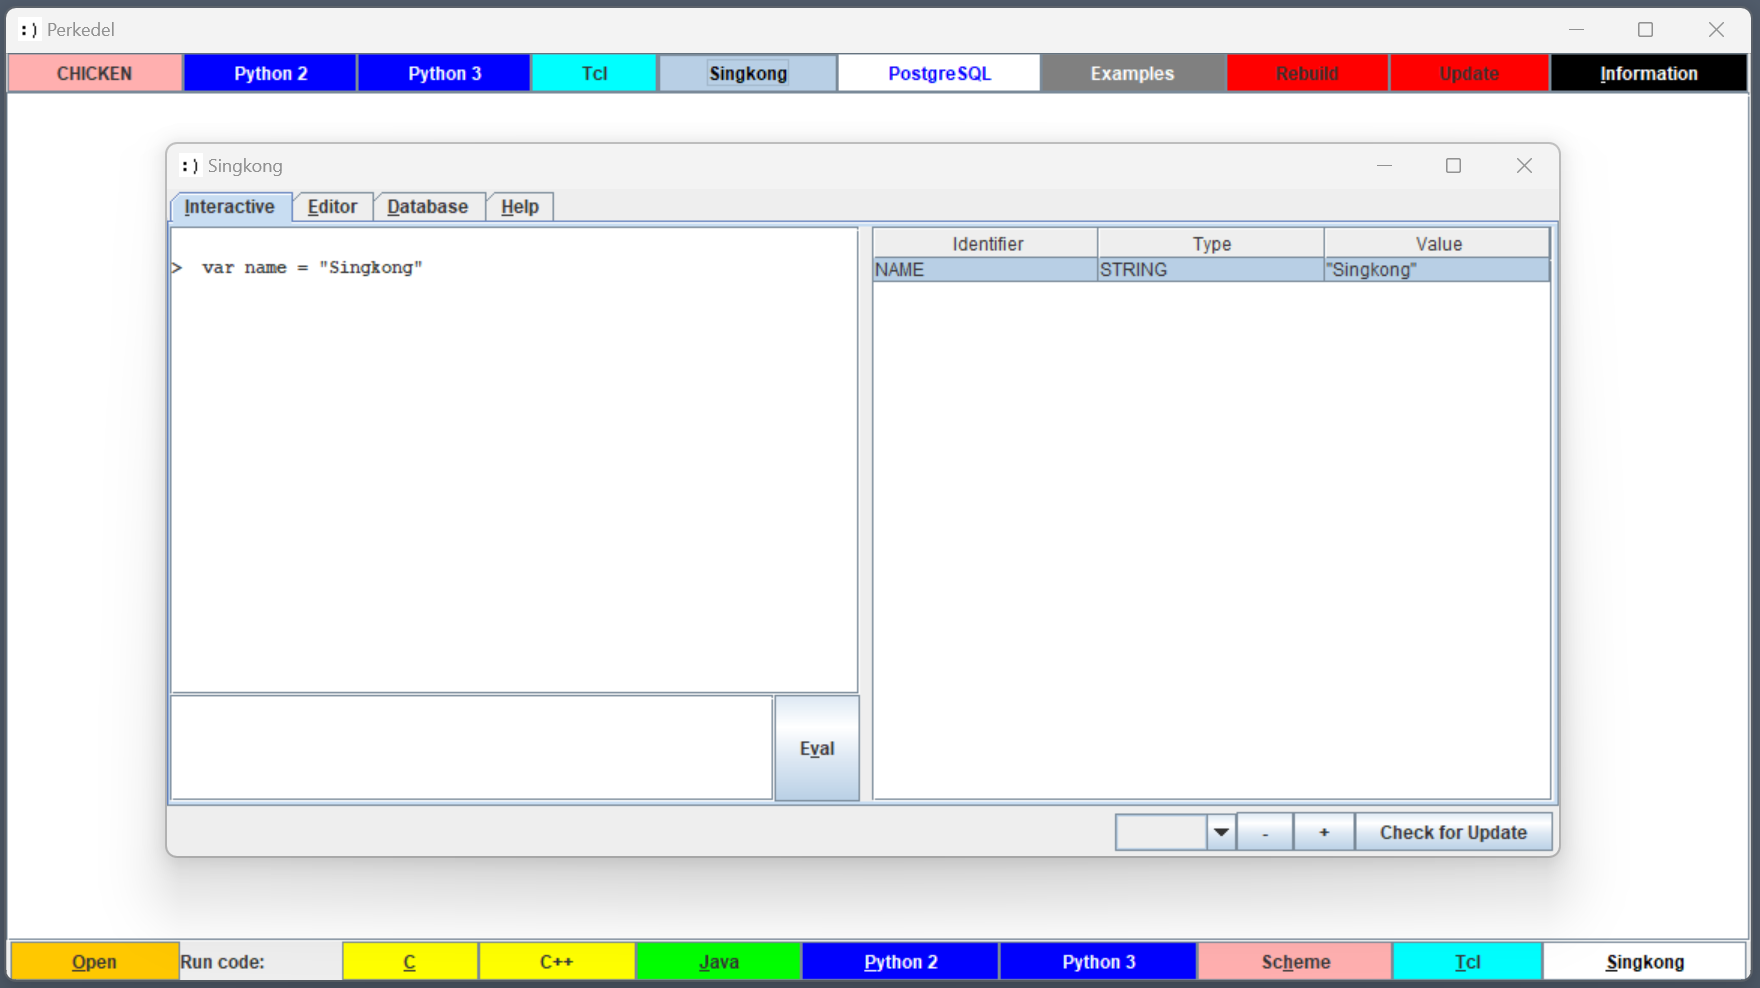 :) Perkedel
CHICKEN Python 2 Python 3 Tcl Singkong PostgreSQL Examples Rebuild Update Information
:) Singkong
Interactive Editor Database Help
Identifier Type Value
> var name = "Singkong"
NAME STRING "Singkong"
Eval
- + Check for Update
Open Run code: C C++ Java Python 2 Python 3 Scheme Tcl Singkong